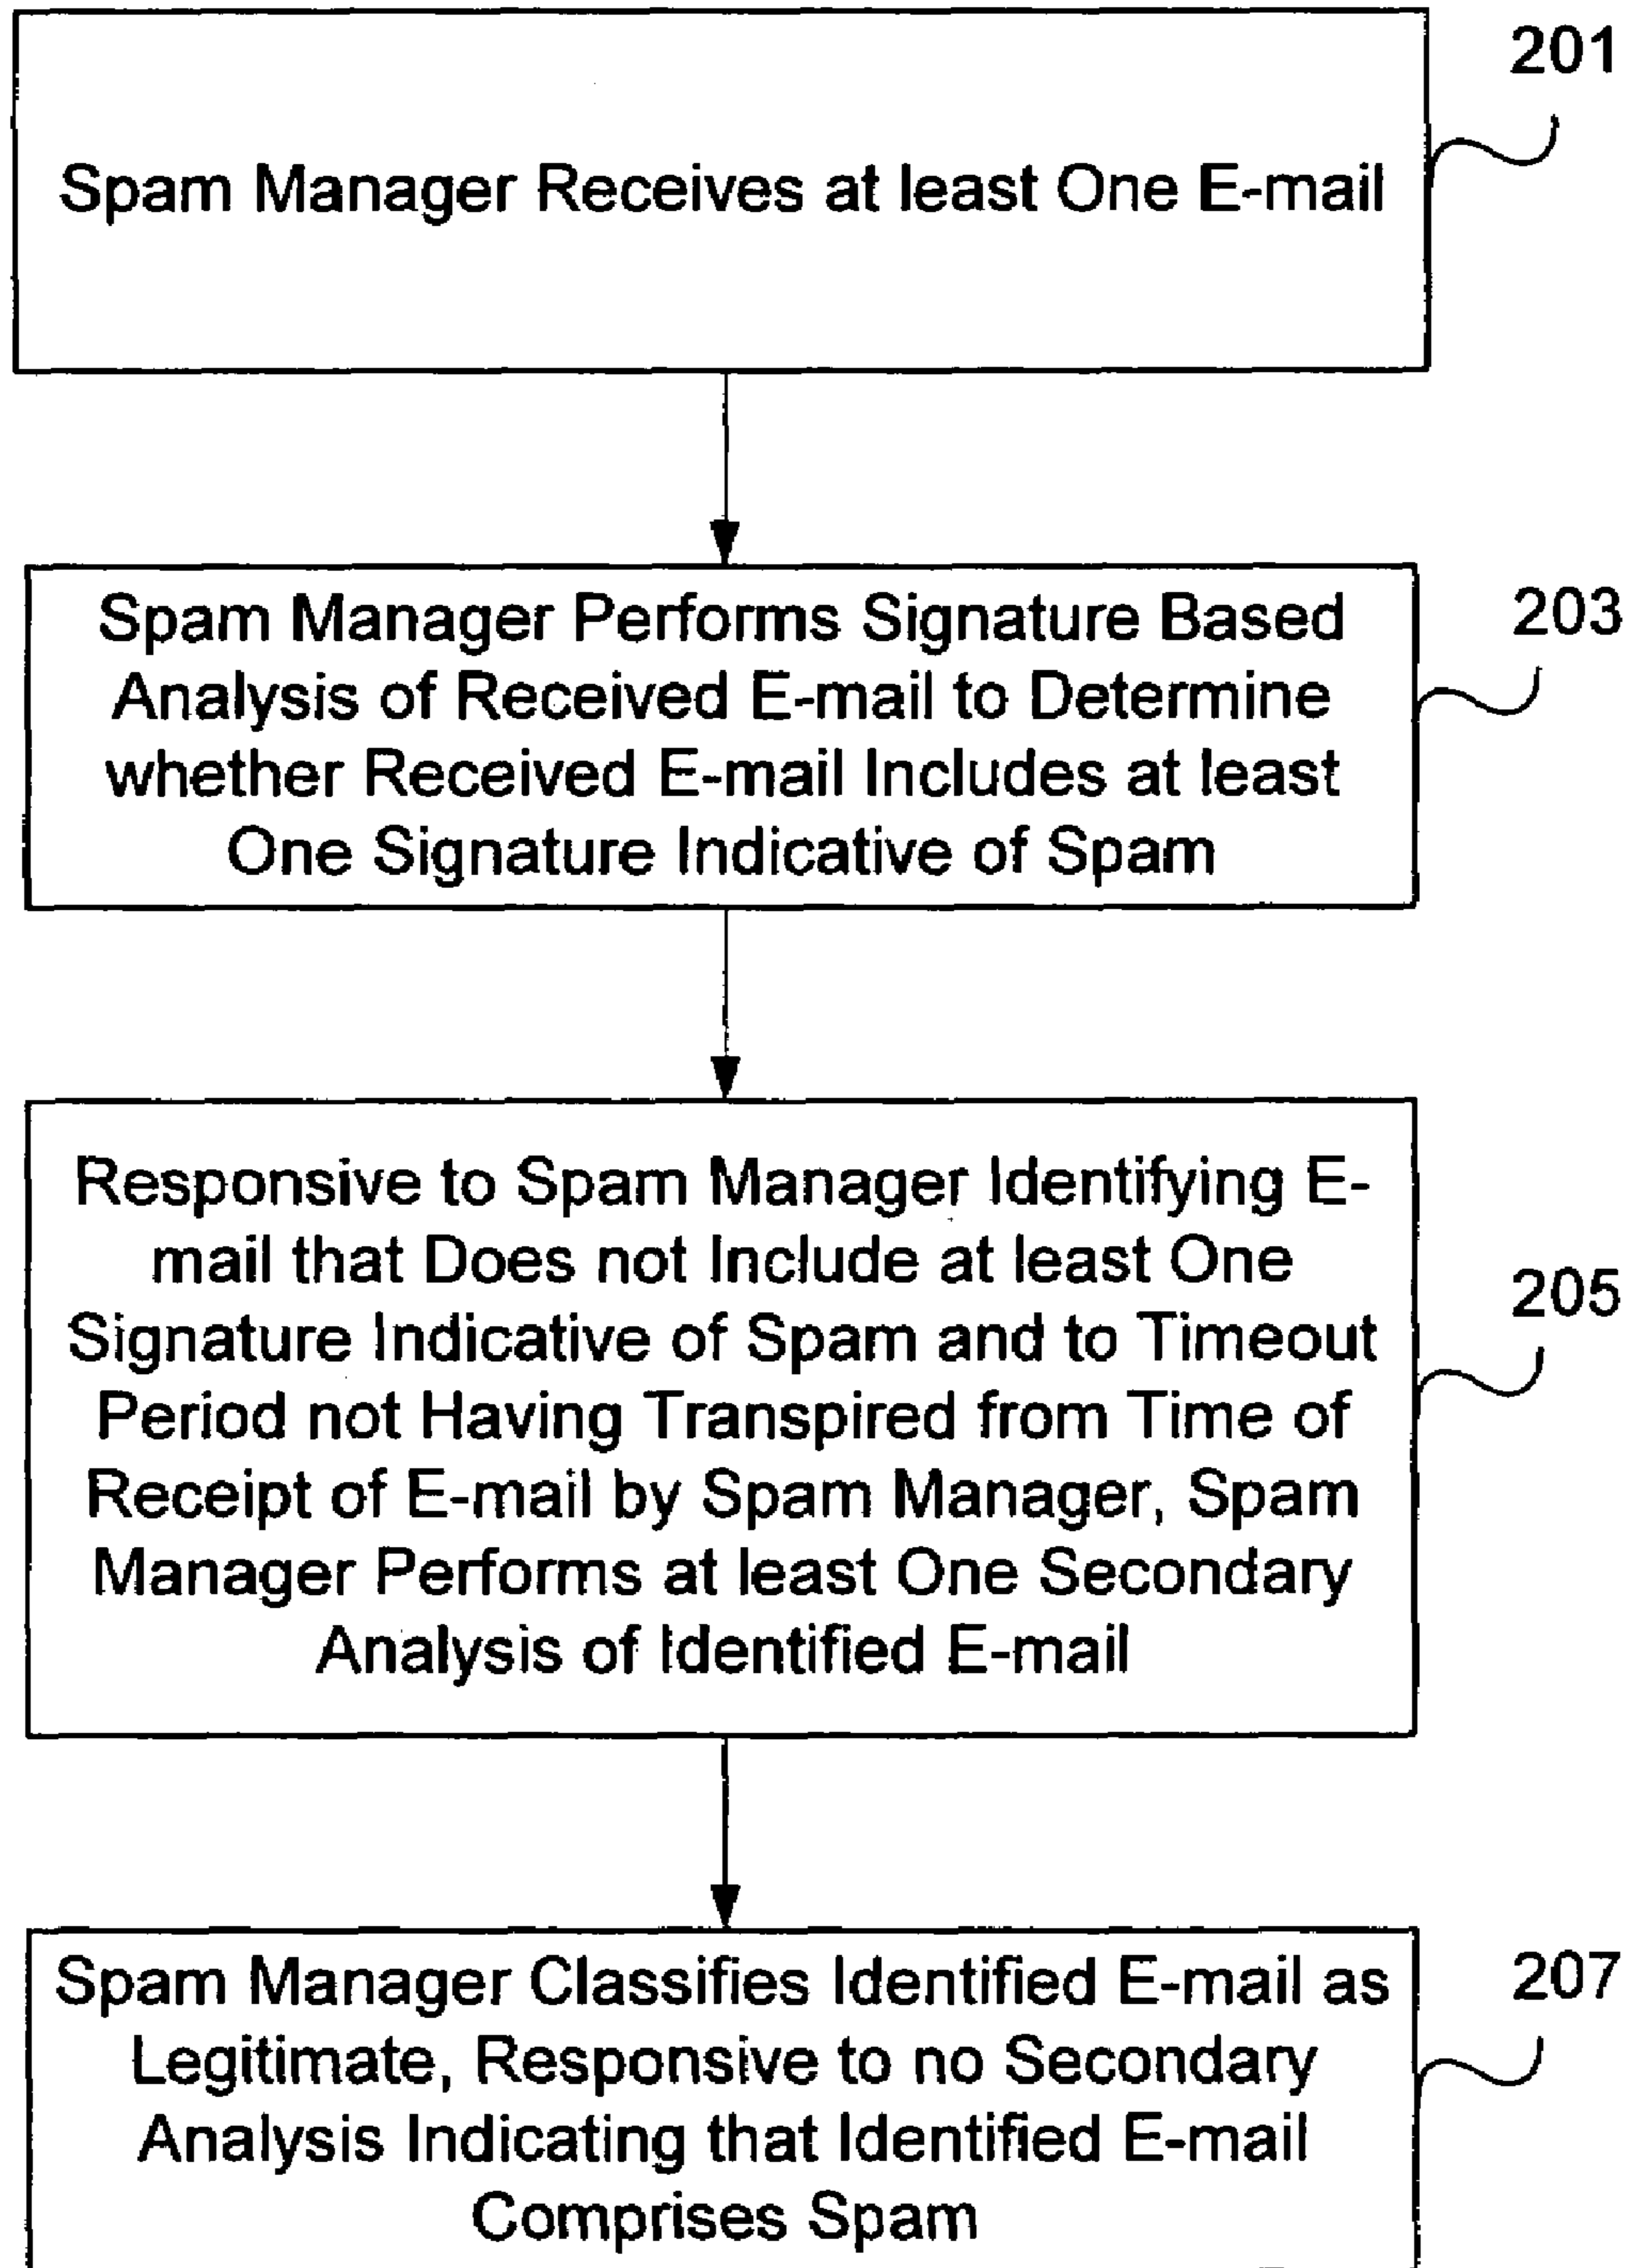 201
Spam Manager Receives at least One E-mail
203
Spam Manager Performs Signature Based
Analysis of Received E-mail to Determine
whether Received E-mail Includes at least
One Signature Indicative of Spam
Responsive to Spam Manager Identifying E-
mail that Does not Include at least One
Signature Indicative of Spam and to Timeout
Period not Having Transpired from Time of
Receipt of E-mail by Spam Manager, Spam
Manager Performs at least One Secondary
Analysis of Identified E-mail
205
Spam Manager Classifies Identified E-mail as
Legitimate, Responsive to no Secondary
Analysis Indicating that Identified E-mail
Comprises Spam
207